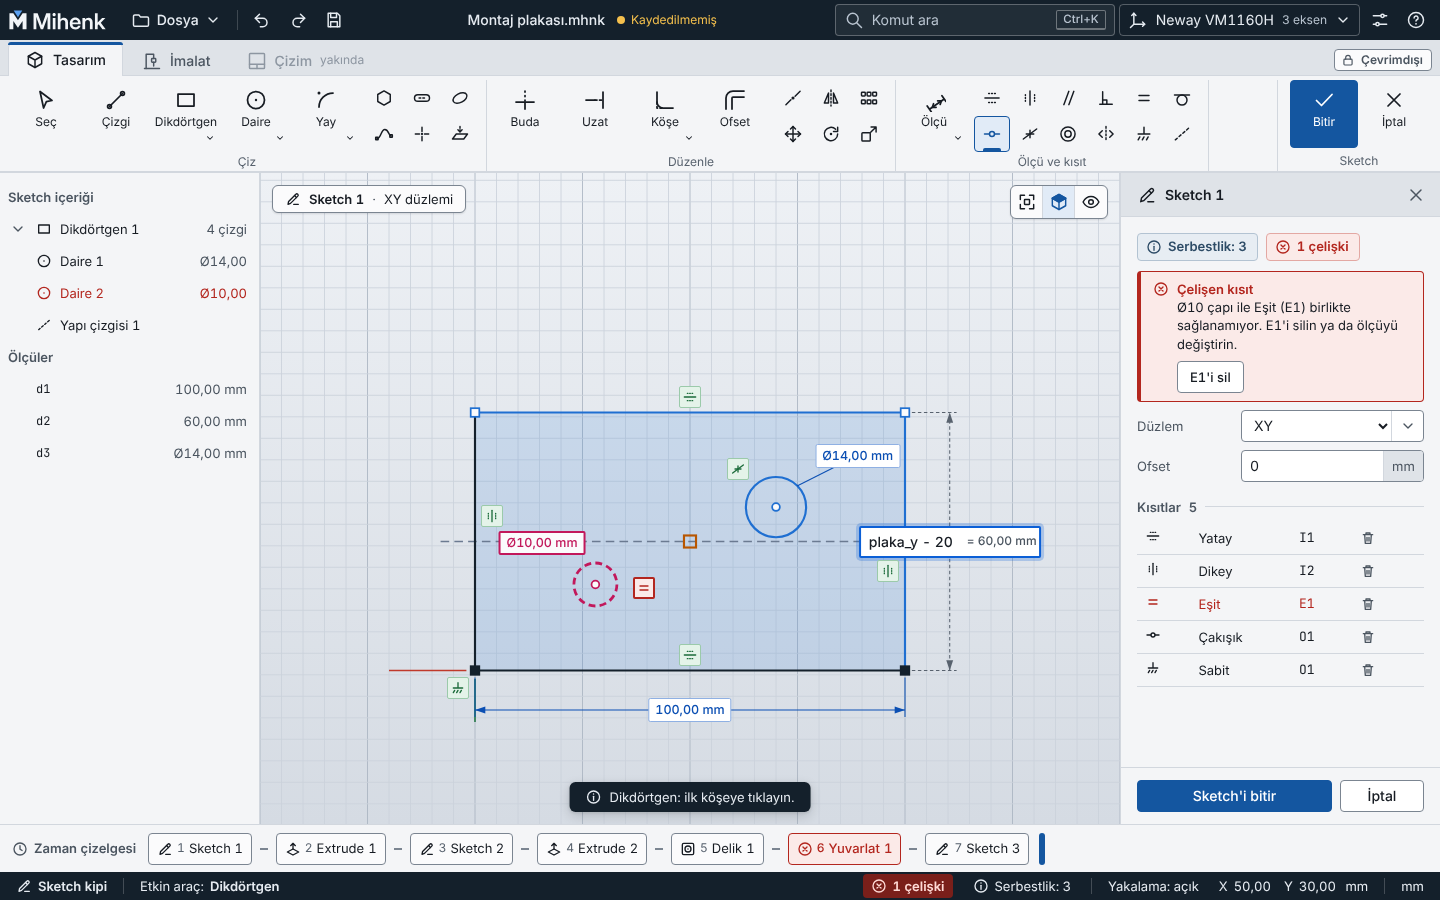 Mihenk
Dosya
Montaj plakası.mhnk
Kaydedilmemiş
Komut ara
Ctrl+K
Neway VM1160H 3 eksen
Tasarım
İmalat
Çizim yakında
Çevrimdışı
Seç
Çizgi
Dikdörtgen
Daire
Yay
Çiz
Buda
Uzat
Köşe
Ofset
Düzenle
Ölçü
Ölçü ve kısıt
Bitir
İptal
Sketch
Sketch içeriği
Dikdörtgen 1 4 çizgi
Daire 1 Ø14,00
Daire 2 Ø10,00
Yapı çizgisi 1
Ölçüler
d1 100,00 mm
d2 60,00 mm
d3 Ø14,00 mm
Sketch 1 · XY düzlemi
Ø14,00 mm
Ø10,00 mm
plaka_y - 20 = 60,00 mm
100,00 mm
Dikdörtgen: ilk köşeye tıklayın.
Sketch 1
Serbestlik: 3
1 çelişki
Çelişen kısıt
Ø10 çapı ile Eşit (E1) birlikte
sağlanamıyor. E1'i silin ya da ölçüyü
değiştirin.
E1'i sil
Düzlem XY
Ofset 0 mm
Kısıtlar 5
Yatay I1
Dikey I2
Eşit E1
Çakışık O1
Sabit O1
Sketch'i bitir
İptal
Zaman çizelgesi
1 Sketch 1
2 Extrude 1
3 Sketch 2
4 Extrude 2
5 Delik 1
6 Yuvarlat 1
7 Sketch 3
Sketch kipi
Etkin araç: Dikdörtgen
1 çelişki
Serbestlik: 3
Yakalama: açık
X 50,00 Y 30,00 mm
mm